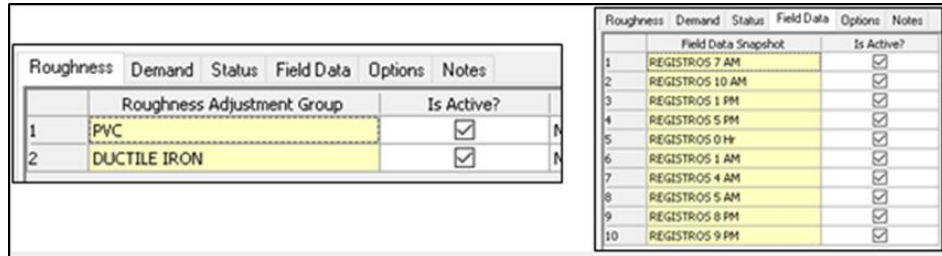 Roughness Demand Status Field Data Options Notes
Roughness Adjustment Group Is Active?
1 PVC
2 DUCTILE IRON
Roughness Demand Status Field Data Options Notes
Field Data Snapshot Is Active?
1 REGISTROS 7 AM
2 REGISTROS 10 AM
3 REGISTROS 1 PM
4 REGISTROS 5 PM
5 REGISTROS 0 Hr
6 REGISTROS 1 AM
7 REGISTROS 4 AM
8 REGISTROS 5 AM
9 REGISTROS 8 PM
10 REGISTROS 9 PM